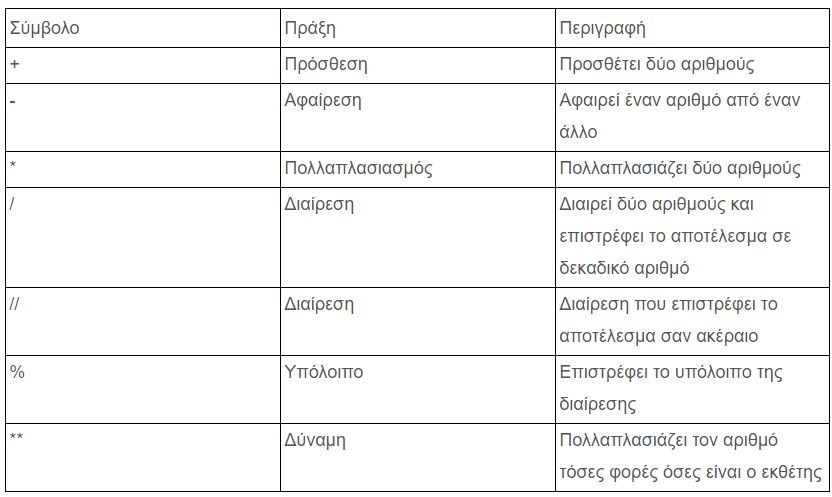 Σύμβολο Πράξη Περιγραφή
+ Πρόσθεση Προσθέτει δύο αριθμούς
- Αφαίρεση Αφαιρεί έναν αριθμό από έναν
άλλο
* Πολλαπλασιασμός Πολλαπλασιάζει δύο αριθμούς
/ Διαίρεση Διαιρεί δύο αριθμούς και
επιστρέφει το αποτέλεσμα σε
δεκαδικό αριθμό
// Διαίρεση Διαίρεση που επιστρέφει το
αποτέλεσμα σαν ακέραιο
% Υπόλοιπο Επιστρέφει το υπόλοιπο της
διαίρεσης
** Δύναμη Πολλαπλασιάζει τον αριθμό
τόσες φορές όσες είναι ο εκθέτης